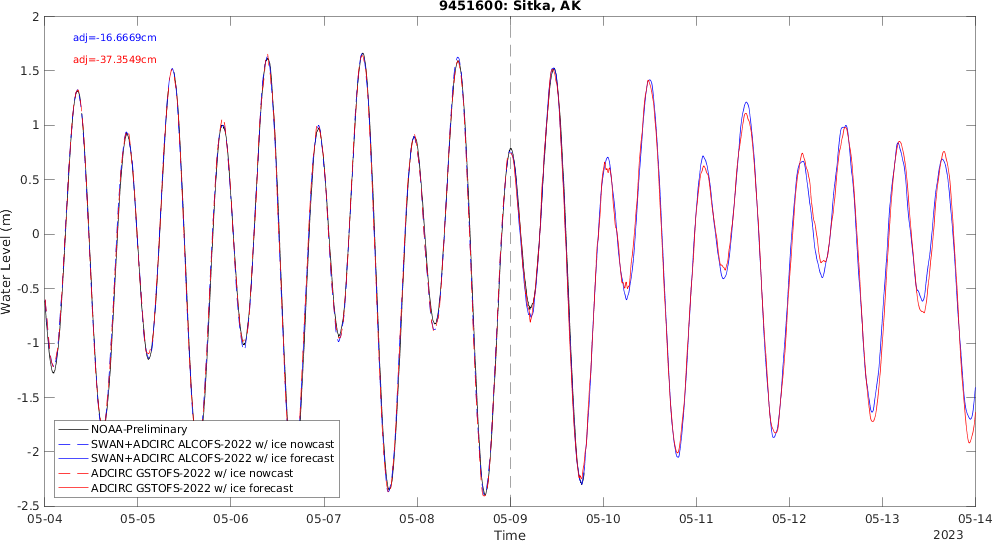 9451600: Sitka, AK
adj=-16.6669cm
adj=-37.3549cm
2
1.5
1
0.5
0
-0.5
-1
-1.5
-2
-2.5
Water Level (m)
NOAA-Preliminary
SWAN+ADCIRC ALCOFS-2022 w/ ice nowcast
SWAN+ADCIRC ALCOFS-2022 w/ ice forecast
ADCIRC GSTOFS-2022 w/ ice nowcast
ADCIRC GSTOFS-2022 w/ ice forecast
05-04 05-05 05-06 05-07 05-08 05-09 05-10 05-11 05-12 05-13 05-14
Time
2023